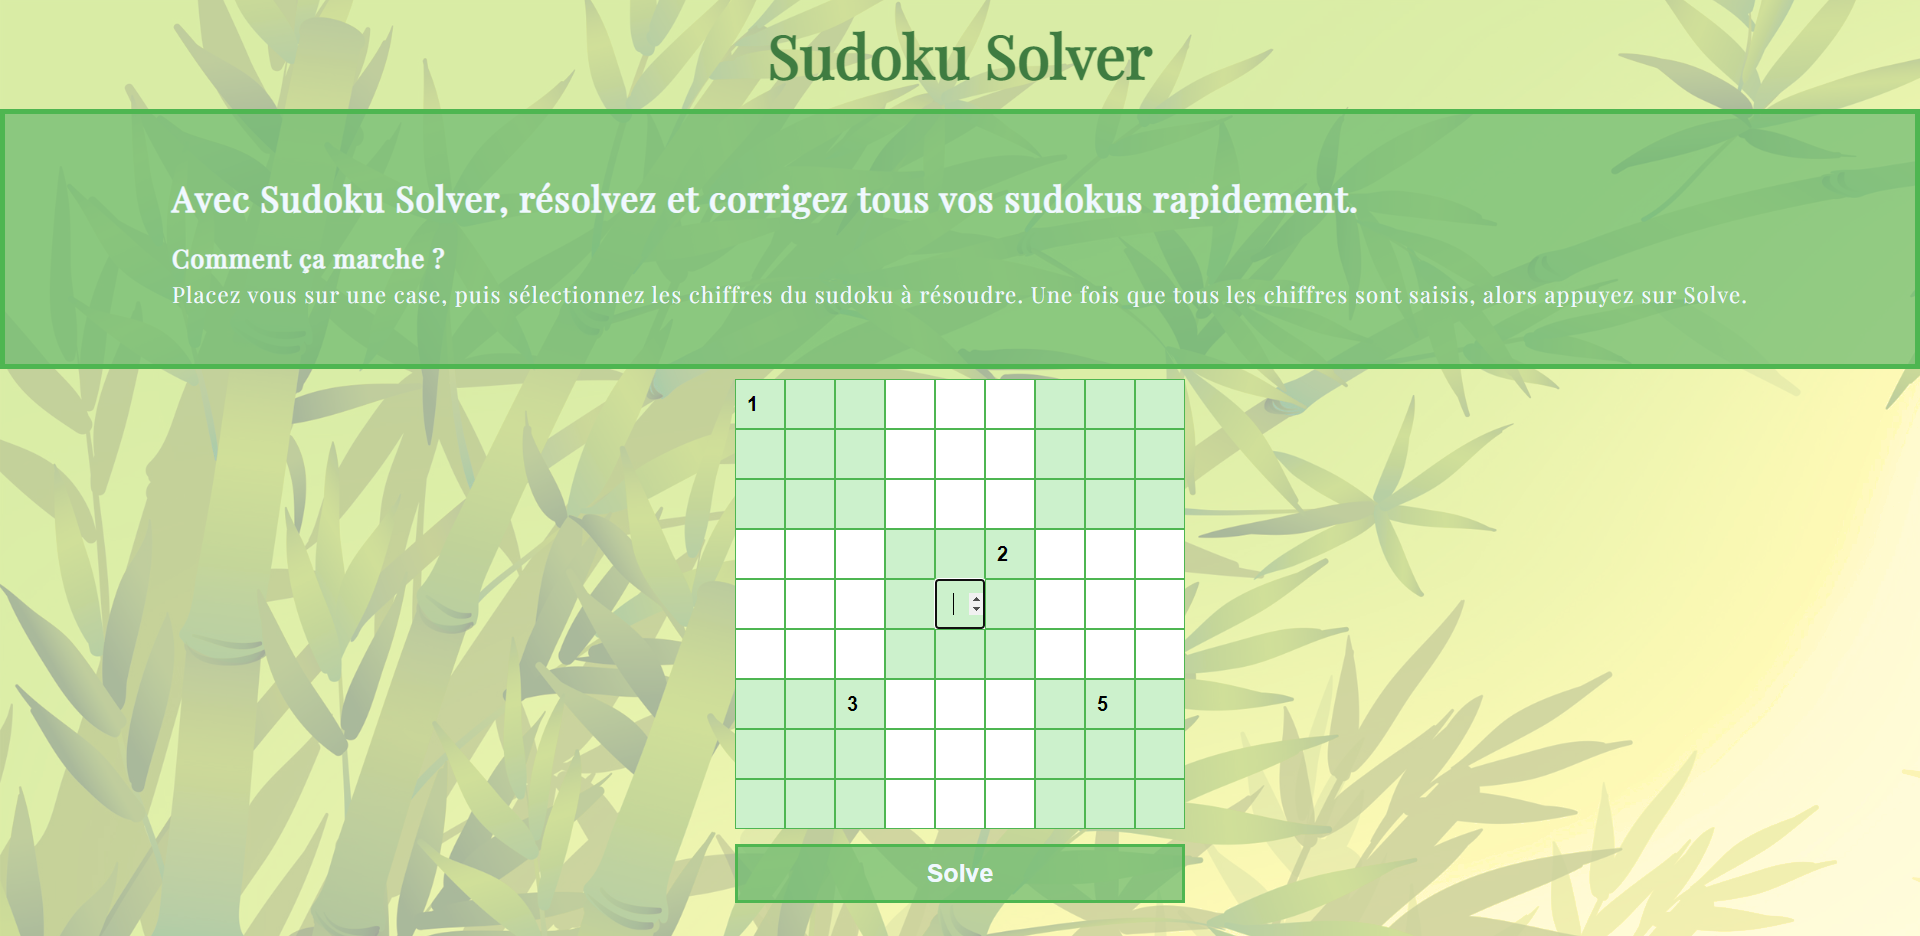 Sudoku Solver
Avec Sudoku Solver, résolvez et corrigez tous vos sudokus rapidement.
Comment ça marche ?
Placez vous sur une case, puis sélectionnez les chiffres du sudoku à résoudre. Une fois que tous les chiffres sont saisis, alors appuyez sur Solve.
1
2
3 5
Solve